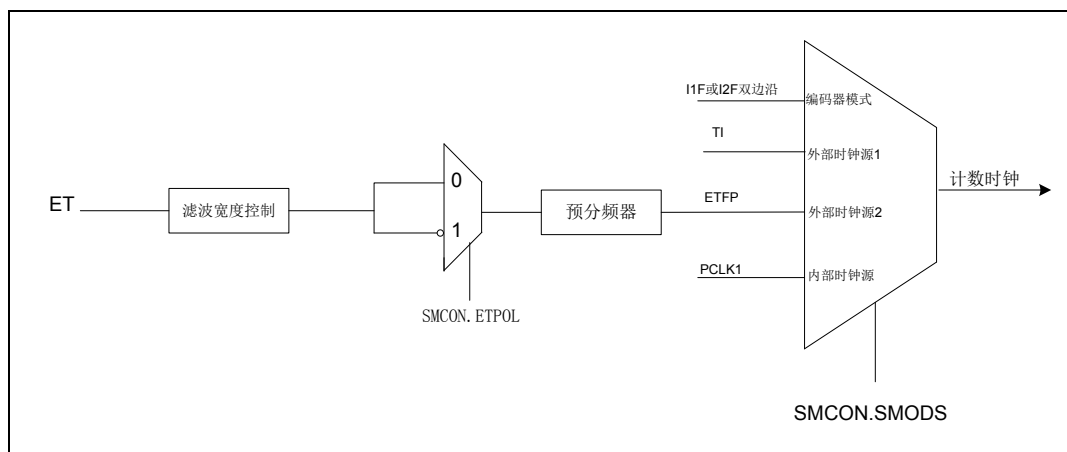 I1F或I2F双边沿
编码器模式
TI
外部时钟源1
计数时钟
ET
滤波宽度控制
0
1
预分频器
ETFP
外部时钟源2
PCLK1
内部时钟源
SMCON.ETPOL
SMCON.SMODS